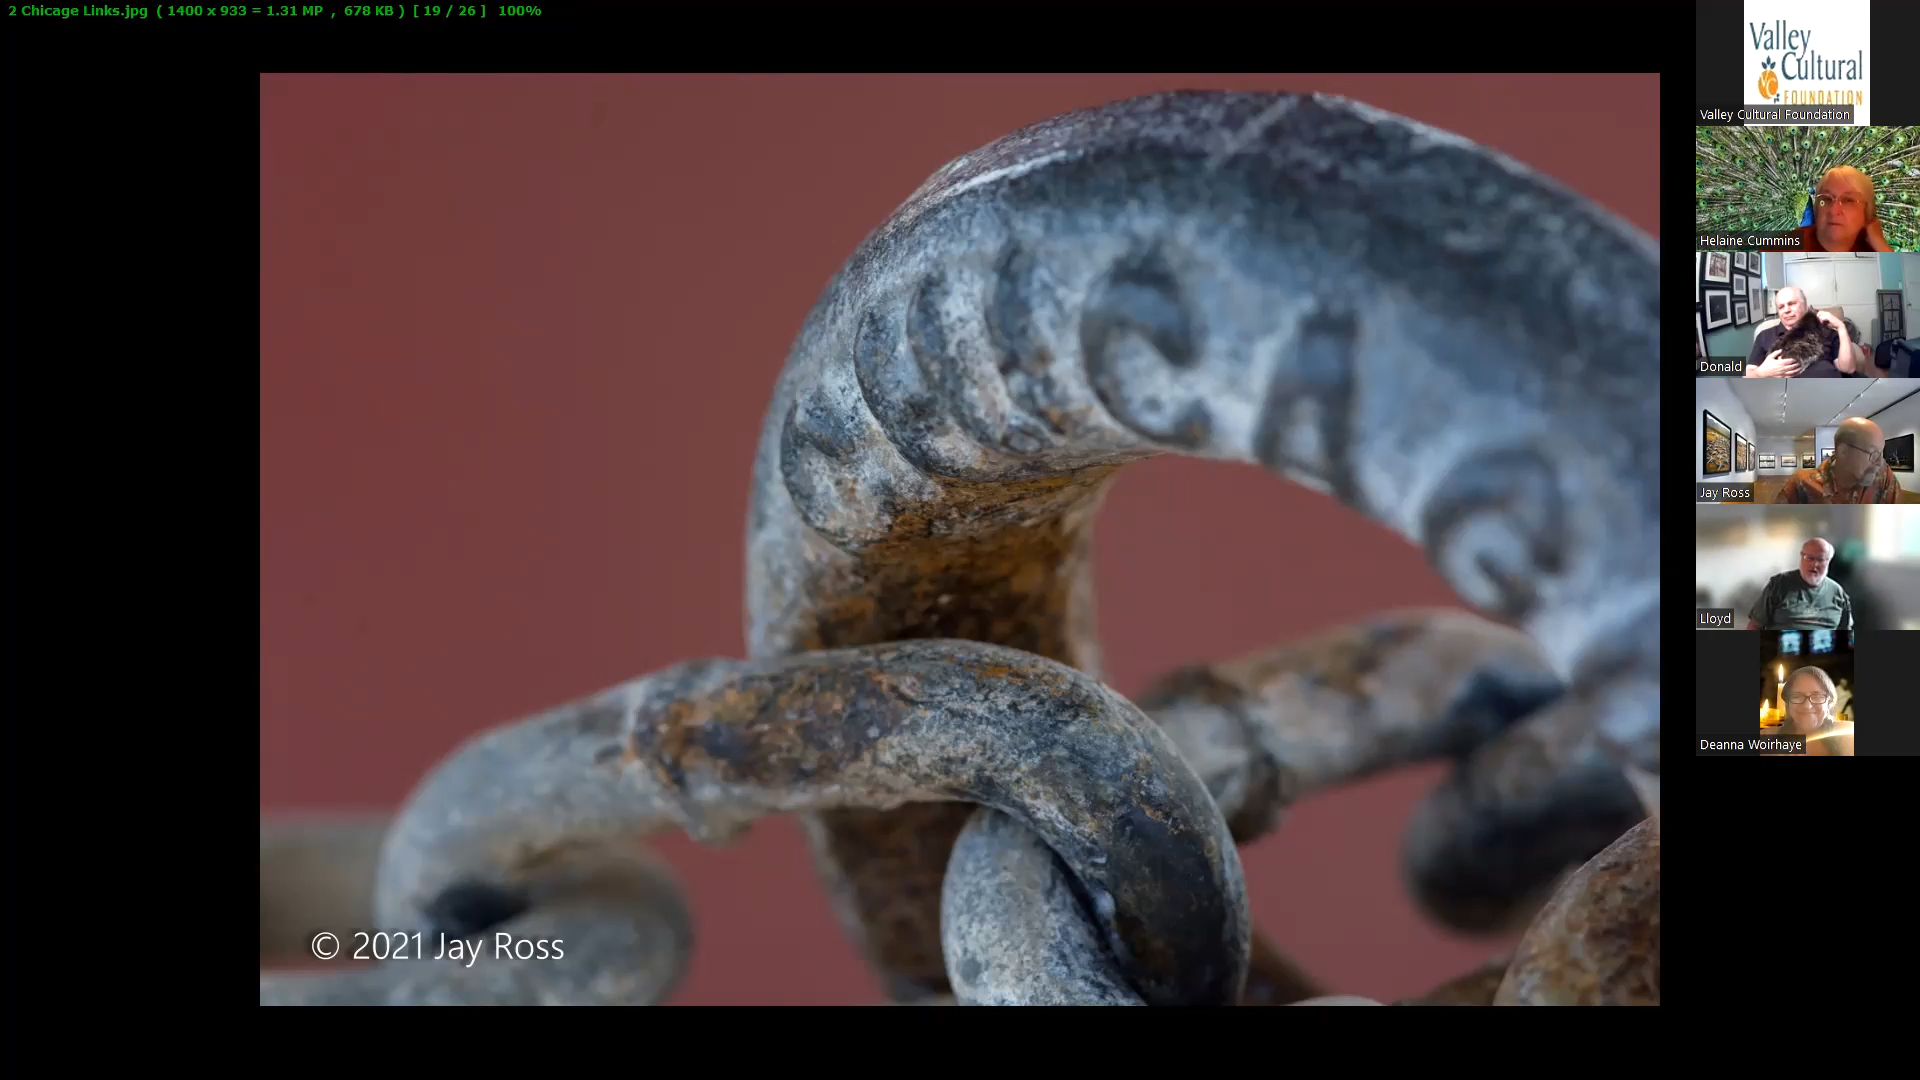 2 Chicage Links.jpg ( 1400 x 933 = 1.31 MP , 678 KB ) [ 19 / 26 ] 100%
Valley
Cultural
FOUNDATION
Valley Cultural Foundation
Helaine Cummins
Donald
Jay Ross
Lloyd
Deanna Woirhaye
CAG
© 2021 Jay Ross